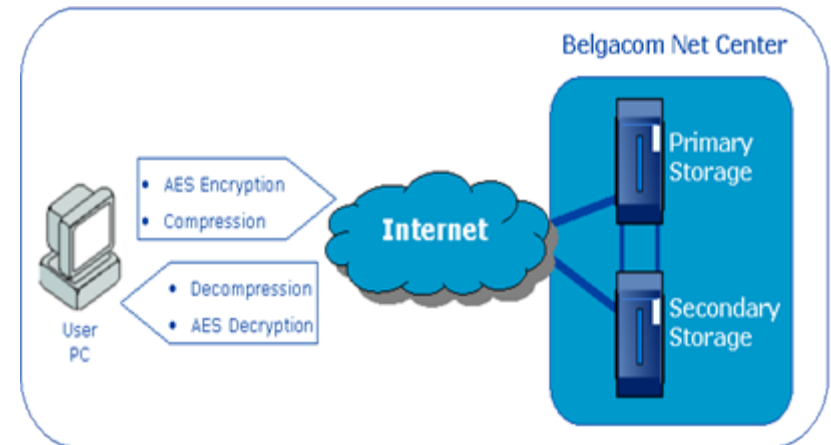 Belgacom Net Center
Primary
Storage
• AES Encryption
• Compression
Internet
• Decompression
• AES Decryption
User
PC
Secondary
Storage